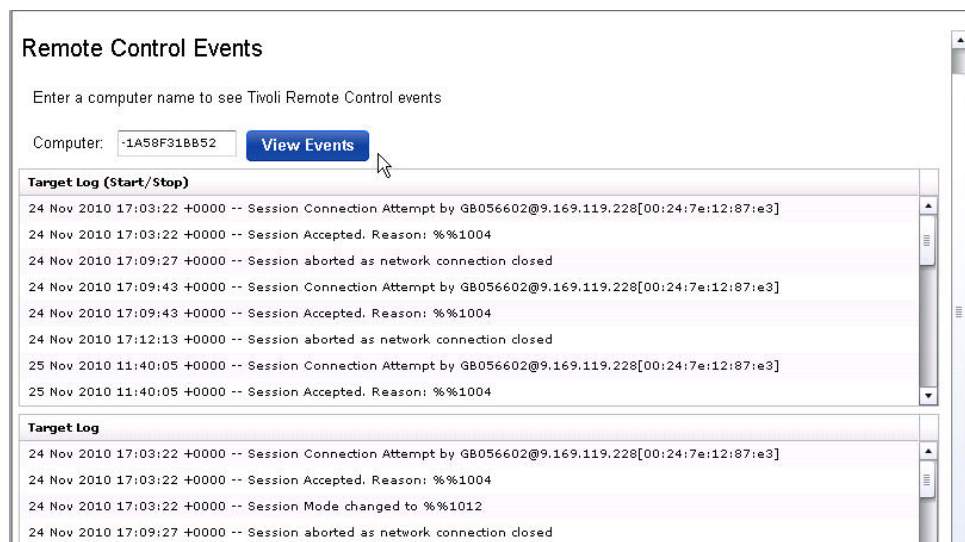 Remote Control Events
Enter a computer name to see Tivoli Remote Control events
Computer: -1A58F31BB52 View Events
Target Log (Start/Stop)
24 Nov 2010 17:03:22 +0000 -- Session Connection Attempt by GB056602@9.169.119.228[00:24:7e:12:87:e3]
24 Nov 2010 17:03:22 +0000 -- Session Accepted. Reason: %%1004
24 Nov 2010 17:09:27 +0000 -- Session aborted as network connection closed
24 Nov 2010 17:09:43 +0000 -- Session Connection Attempt by GB056602@9.169.119.228[00:24:7e:12:87:e3]
24 Nov 2010 17:09:43 +0000 -- Session Accepted. Reason: %%1004
24 Nov 2010 17:12:13 +0000 -- Session aborted as network connection closed
25 Nov 2010 11:40:05 +0000 -- Session Connection Attempt by GB056602@9.169.119.228[00:24:7e:12:87:e3]
25 Nov 2010 11:40:05 +0000 -- Session Accepted. Reason: %%1004
Target Log
24 Nov 2010 17:03:22 +0000 -- Session Connection Attempt by GB056602@9.169.119.228[00:24:7e:12:87:e3]
24 Nov 2010 17:03:22 +0000 -- Session Accepted. Reason: %%1004
24 Nov 2010 17:03:22 +0000 -- Session Mode changed to %%1012
24 Nov 2010 17:09:27 +0000 -- Session aborted as network connection closed